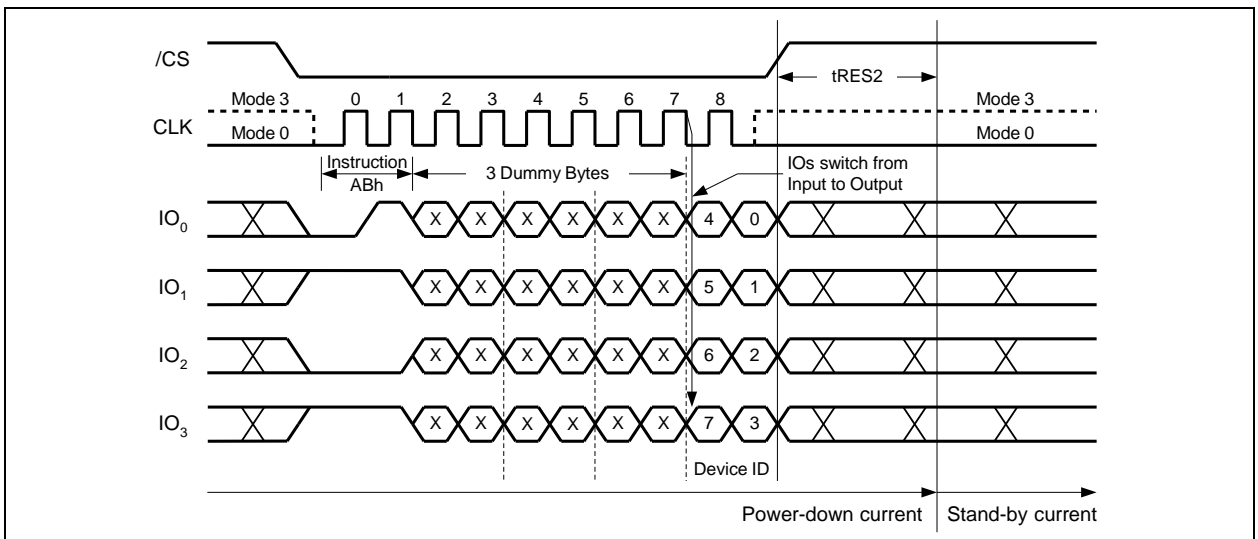 /CS
tRES2
Mode 3 0 1 2 3 4 5 6 7 8 Mode 3
CLK
Mode 0 Mode 0
Instruction
ABh
3 Dummy Bytes
IOs switch from
Input to Output
IO0 X X X X X X 4 0
IO1 X X X X X X 5 1
IO2 X X X X X X 6 2
IO3 X X X X X X 7 3
Device ID
Power-down current Stand-by current